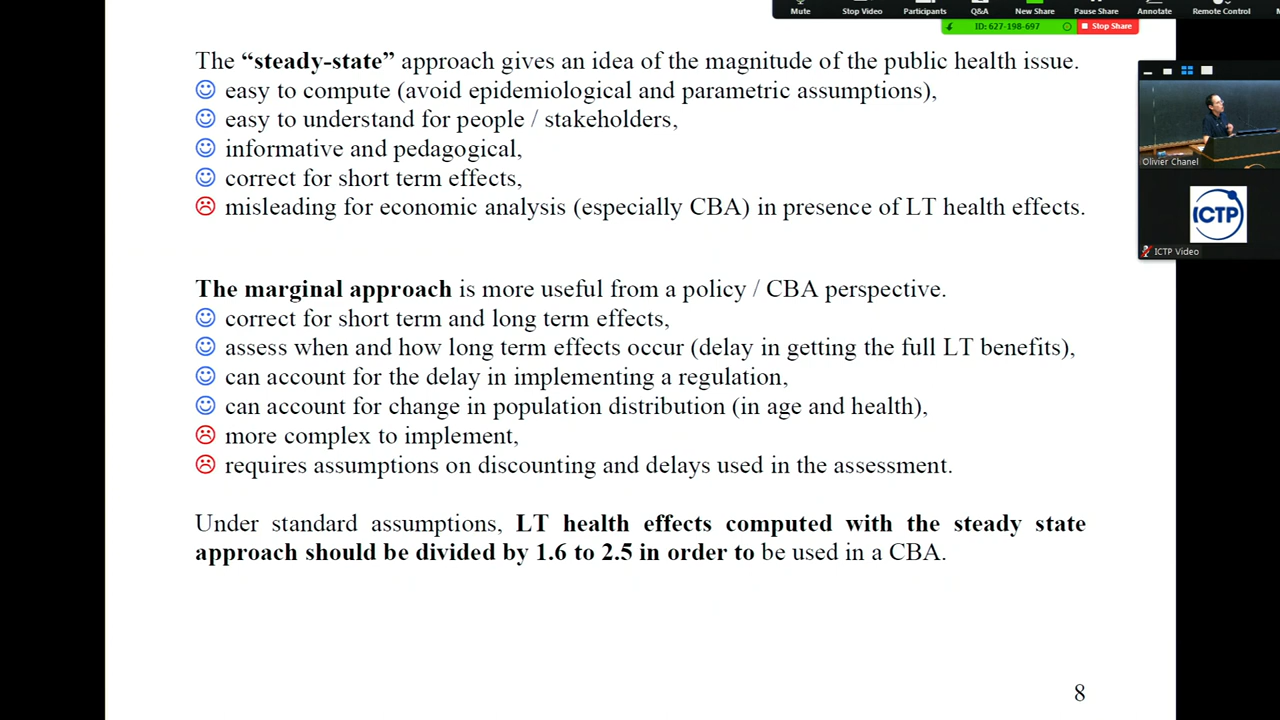 Mute Stop Video Participants Q&A New Share Pause Share Annotate Remote Control
ID: 627-198-697 Stop Share
The “steady-state” approach gives an idea of the magnitude of the public health issue.
easy to compute (avoid epidemiological and parametric assumptions),
easy to understand for people / stakeholders,
informative and pedagogical,
correct for short term effects,
misleading for economic analysis (especially CBA) in presence of LT health effects.
Olivier Chanel
ICTP
ICTP Video
The marginal approach is more useful from a policy / CBA perspective.
correct for short term and long term effects,
assess when and how long term effects occur (delay in getting the full LT benefits),
can account for the delay in implementing a regulation,
can account for change in population distribution (in age and health),
more complex to implement,
requires assumptions on discounting and delays used in the assessment.
Under standard assumptions, LT health effects computed with the steady state
approach should be divided by 1.6 to 2.5 in order to be used in a CBA.
8